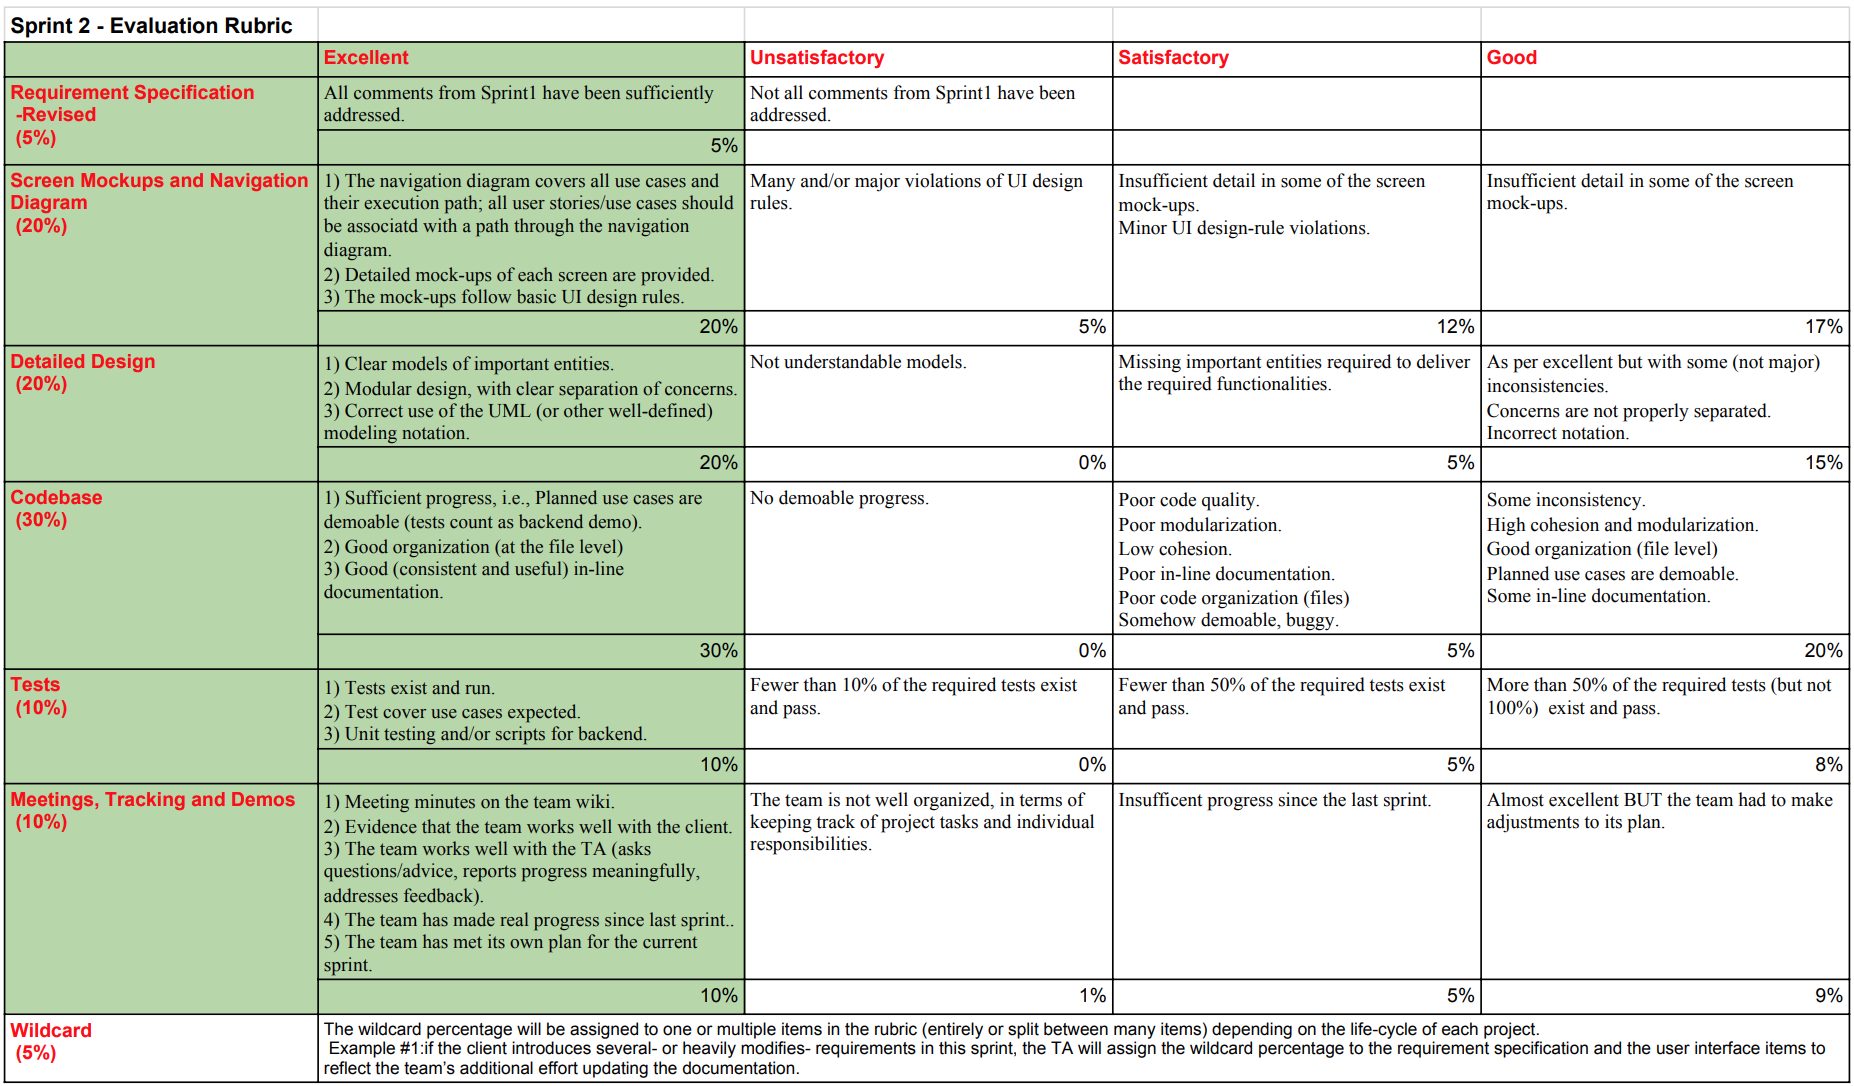 Sprint 2 - Evaluation Rubric
Excellent
Unsatisfactory
Satisfactory
Good
Requirement Specification
-Revised
(5%)
All comments from Sprint1 have been sufficiently
addressed.
5%
Not all comments from Sprint1 have been
addressed.
Screen Mockups and Navigation
Diagram
(20%)
1) The navigation diagram covers all use cases and
their execution path; all user stories/use cases should
be associatd with a path through the navigation
diagram.
2) Detailed mock-ups of each screen are provided.
3) The mock-ups follow basic UI design rules.
20%
Many and/or major violations of UI design
rules.
5%
Insufficient detail in some of the screen
mock-ups.
Minor UI design-rule violations.
12%
Insufficient detail in some of the screen
mock-ups.
17%
Detailed Design
(20%)
1) Clear models of important entities.
2) Modular design, with clear separation of concerns.
3) Correct use of the UML (or other well-defined)
modeling notation.
20%
Not understandable models.
0%
Missing important entities required to deliver
the required functionalities.
5%
As per excellent but with some (not major)
inconsistencies.
Concerns are not properly separated.
Incorrect notation.
15%
Codebase
(30%)
1) Sufficient progress, i.e., Planned use cases are
demoable (tests count as backend demo).
2) Good organization (at the file level)
3) Good (consistent and useful) in-line
documentation.
30%
No demoable progress.
0%
Poor code quality.
Poor modularization.
Low cohesion.
Poor in-line documentation.
Poor code organization (files)
Somehow demoable, buggy.
5%
Some inconsistency.
High cohesion and modularization.
Good organization (file level)
Planned use cases are demoable.
Some in-line documentation.
20%
Tests
(10%)
1) Tests exist and run.
2) Test cover use cases expected.
3) Unit testing and/or scripts for backend.
10%
Fewer than 10% of the required tests exist
and pass.
0%
Fewer than 50% of the required tests exist
and pass.
5%
More than 50% of the required tests (but not
100%) exist and pass.
8%
Meetings, Tracking and Demos
(10%)
1) Meeting minutes on the team wiki.
2) Evidence that the team works well with the client.
3) The team works well with the TA (asks
questions/advice, reports progress meaningfully,
addresses feedback).
4) The team has made real progress since last sprint..
5) The team has met its own plan for the current
sprint.
10%
The team is not well organized, in terms of
keeping track of project tasks and individual
responsibilities.
1%
Insufficent progress since the last sprint.
5%
Almost excellent BUT the team had to make
adjustments to its plan.
9%
Wildcard
(5%)
The wildcard percentage will be assigned to one or multiple items in the rubric (entirely or split between many items) depending on the life-cycle of each project.
Example #1:if the client introduces several- or heavily modifies- requirements in this sprint, the TA will assign the wildcard percentage to the requirement specification and the user interface items to
reflect the team's additional effort updating the documentation.